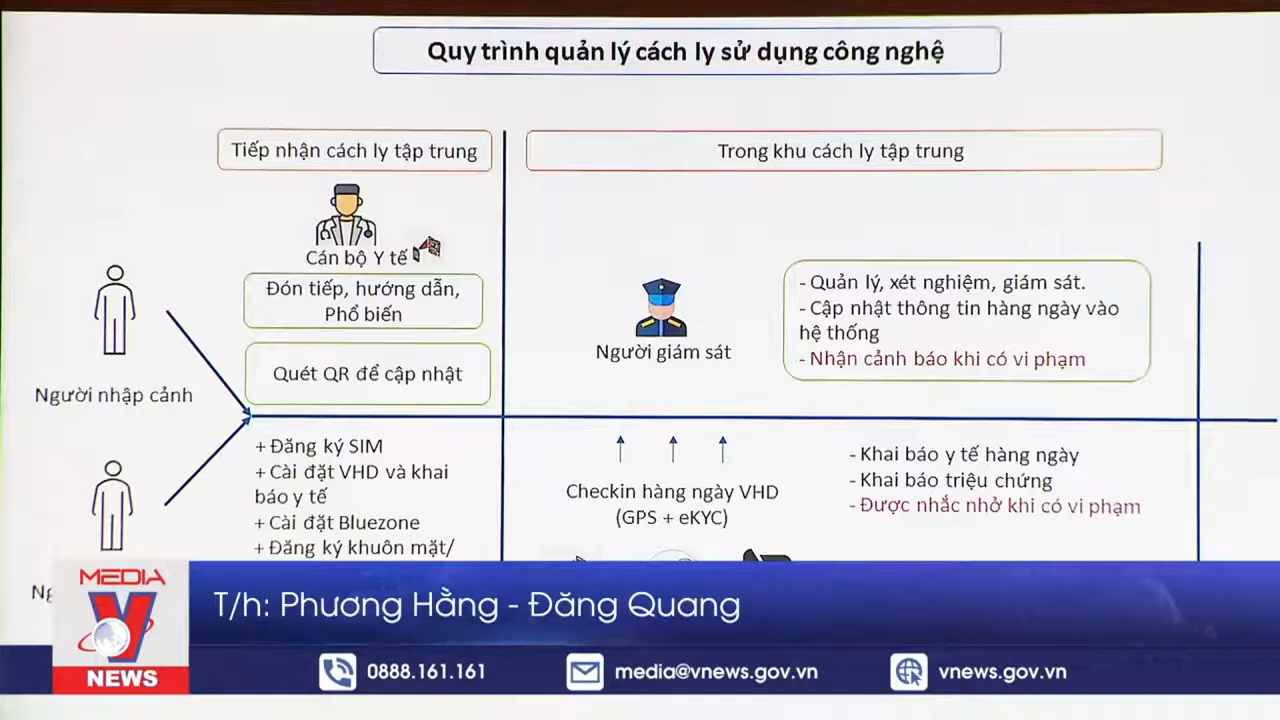 Quy trình quản lý cách ly sử dụng công nghệ
Tiếp nhận cách ly tập trung
Trong khu cách ly tập trung
Cán bộ Y tế
Đón tiếp, hướng dẫn,
Phổ biến
Quét QR để cập nhật
Người nhập cảnh
Người giám sát
- Quản lý, xét nghiệm, giám sát.
- Cập nhật thông tin hàng ngày vào
hệ thống
- Nhận cảnh báo khi có vi phạm
+ Đăng ký SIM
+ Cài đặt VHD và khai
báo y tế
+ Cài đặt Bluezone
+ Đăng ký khuôn mặt/
Checkin hàng ngày VHD
(GPS + eKYC)
- Khai báo y tế hàng ngày
- Khai báo triệu chứng
- Được nhắc nhở khi có vi phạm
MEDIA
V
NEWS
T/h: Phương Hằng - Đăng Quang
0888.161.161
media@vnews.gov.vn
vnews.gov.vn